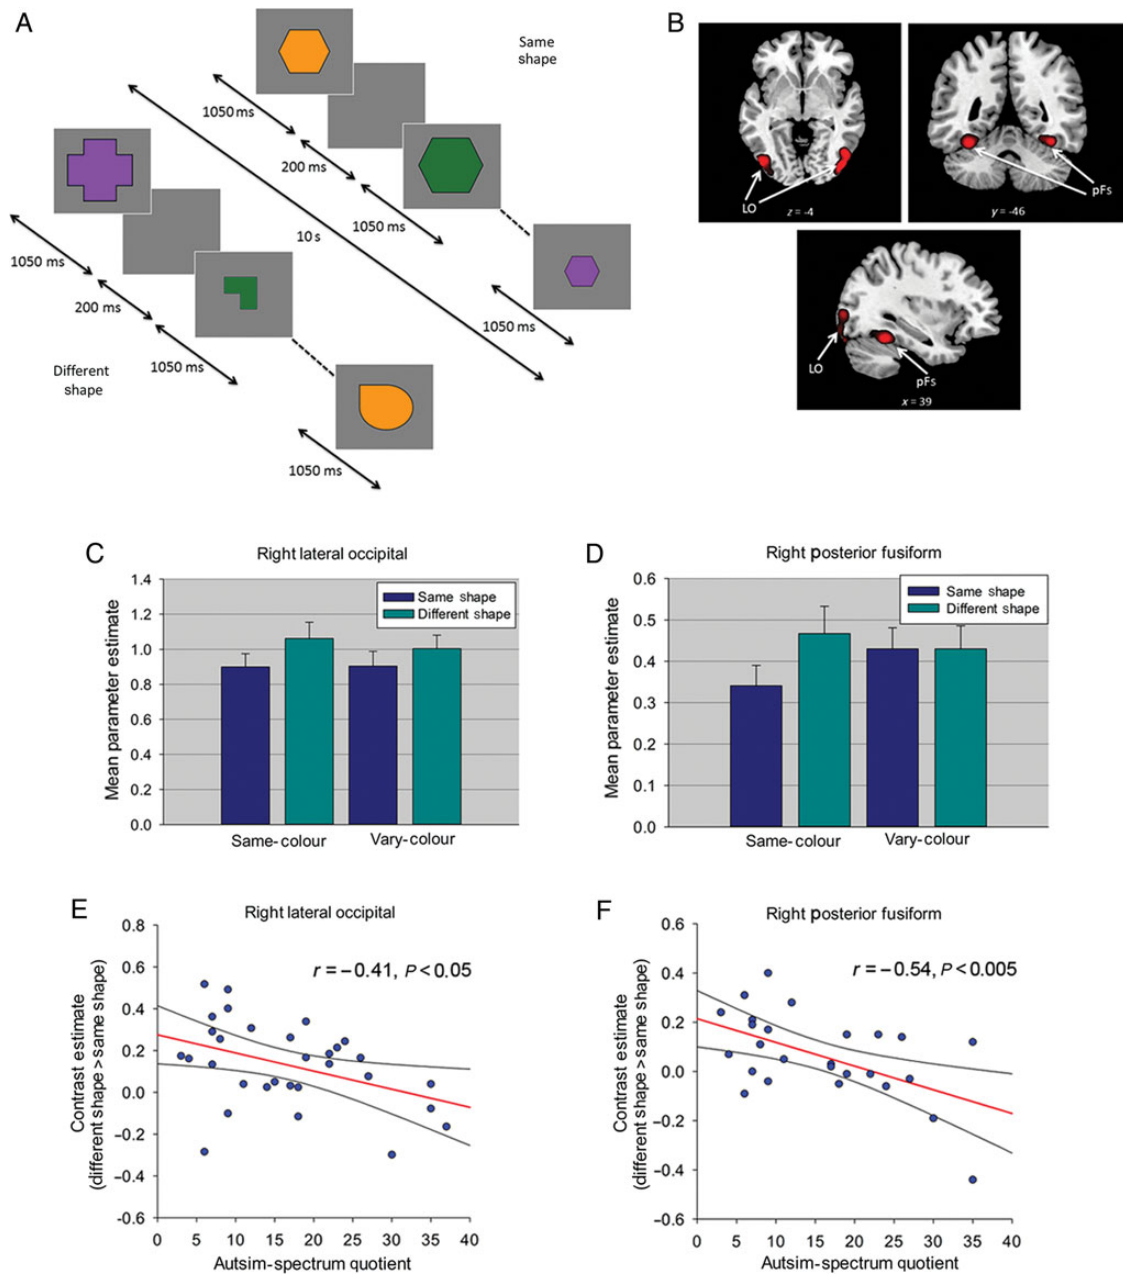 A
Same
shape
1050 ms
200 ms
1050 ms
10 s
1050 ms
1050 ms
200 ms
1050 ms
Different
shape
1050 ms
B
LO
z = -4
pFs
y = -46
LO
pFs
x = 39
C
Right lateral occipital
Mean parameter estimate
1.4
1.2
1.0
0.8
0.6
0.4
0.2
0.0
Same shape
Different shape
Same-colour
Vary-colour
D
Right posterior fusiform
Mean parameter estimate
0.6
0.5
0.4
0.3
0.2
0.1
0.0
Same shape
Different shape
Same-colour
Vary-colour
E
Right lateral occipital
Contrast estimate
(different shape > same shape)
0.8
0.6
0.4
0.2
0.0
−0.2
−0.4
−0.6
r = −0.41, P < 0.05
0 5 10 15 20 25 30 35 40
Autsim-spectrum quotient
F
Right posterior fusiform
Contrast estimate
(different shape > same shape)
0.6
0.4
0.2
0.0
−0.2
−0.4
−0.6
r = −0.54, P < 0.005
0 5 10 15 20 25 30 35 40
Autsim-spectrum quotient